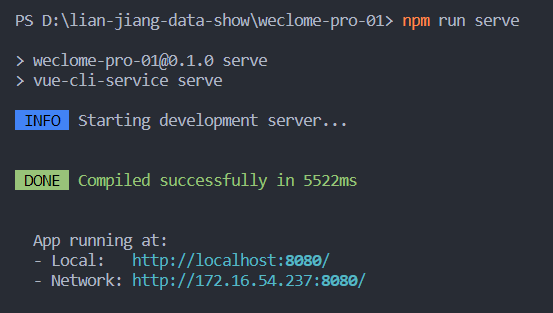 PS D:\lian-jiang-data-show\weclome-pro-01> npm run serve
> weclome-pro-01@0.1.0 serve
> vue-cli-service serve
INFO Starting development server...
DONE Compiled successfully in 5522ms
App running at:
- Local: http://localhost:8080/
- Network: http://172.16.54.237:8080/